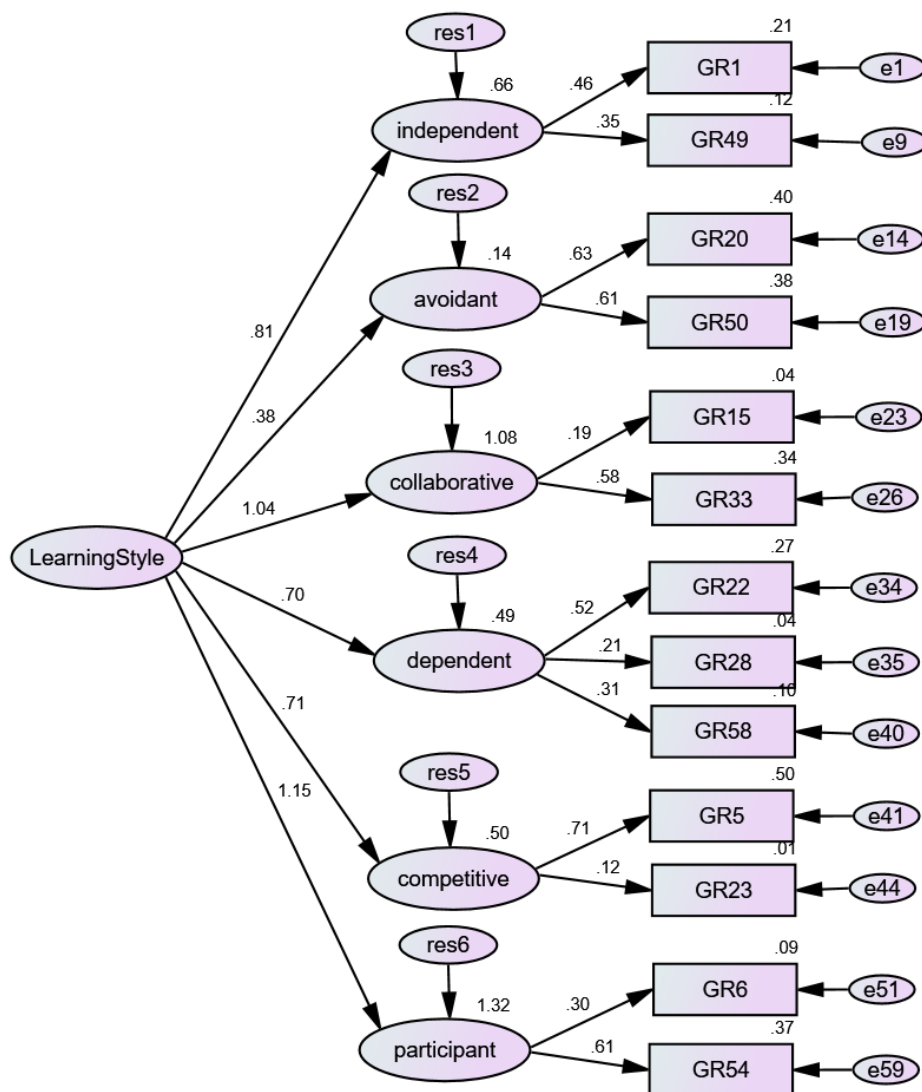 res1
.21
.66
.46
GR1
e1
independent
.35
.12
GR49
e9
res2
.40
.14
.63
GR20
e14
avoidant
.61
.38
GR50
e19
.81
res3
.04
.38
1.08
.19
GR15
e23
collaborative
.58
.34
GR33
e26
1.04
LearningStyle
res4
.27
.70
.49
.52
GR22
e34
dependent
.21
.04
GR28
e35
.31
.10
GR58
e40
.71
res5
.50
1.15
.50
.71
GR5
e41
competitive
.12
.01
GR23
e44
res6
.09
1.32
.30
GR6
e51
participant
.61
.37
GR54
e59